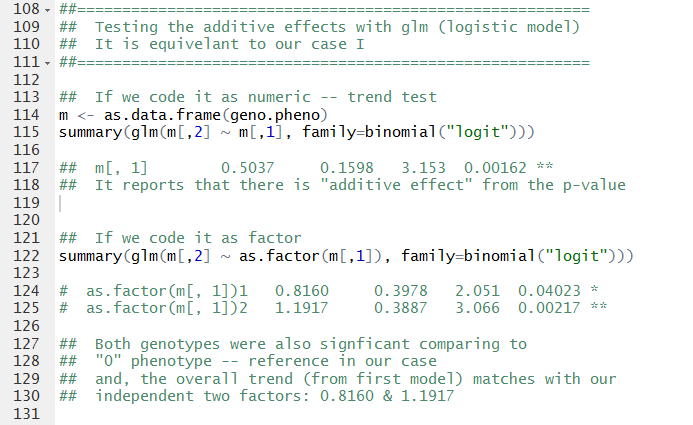 108 ##==========================================================
109 ## Testing the additive effects with glm (logistic model)
110 ## It is equivelant to our case I
111 ##==========================================================
112
113 ## If we code it as numeric -- trend test
114 m <- as.data.frame(geno.pheno)
115 summary(glm(m[,2] ~ m[,1], family=binomial("logit")))
116
117 ## m[, 1] 0.5037 0.1598 3.153 0.00162 **
118 ## It reports that there is "additive effect" from the p-value
119
120
121 ## If we code it as factor
122 summary(glm(m[,2] ~ as.factor(m[,1]), family=binomial("logit")))
123
124 # as.factor(m[, 1])1 0.8160 0.3978 2.051 0.04023 *
125 # as.factor(m[, 1])2 1.1917 0.3887 3.066 0.00217 **
126
127 ## Both genotypes were also signficant comparing to
128 ## "0" phenotype -- reference in our case
129 ## and, the overall trend (from first model) matches with our
130 ## independent two factors: 0.8160 & 1.1917
131